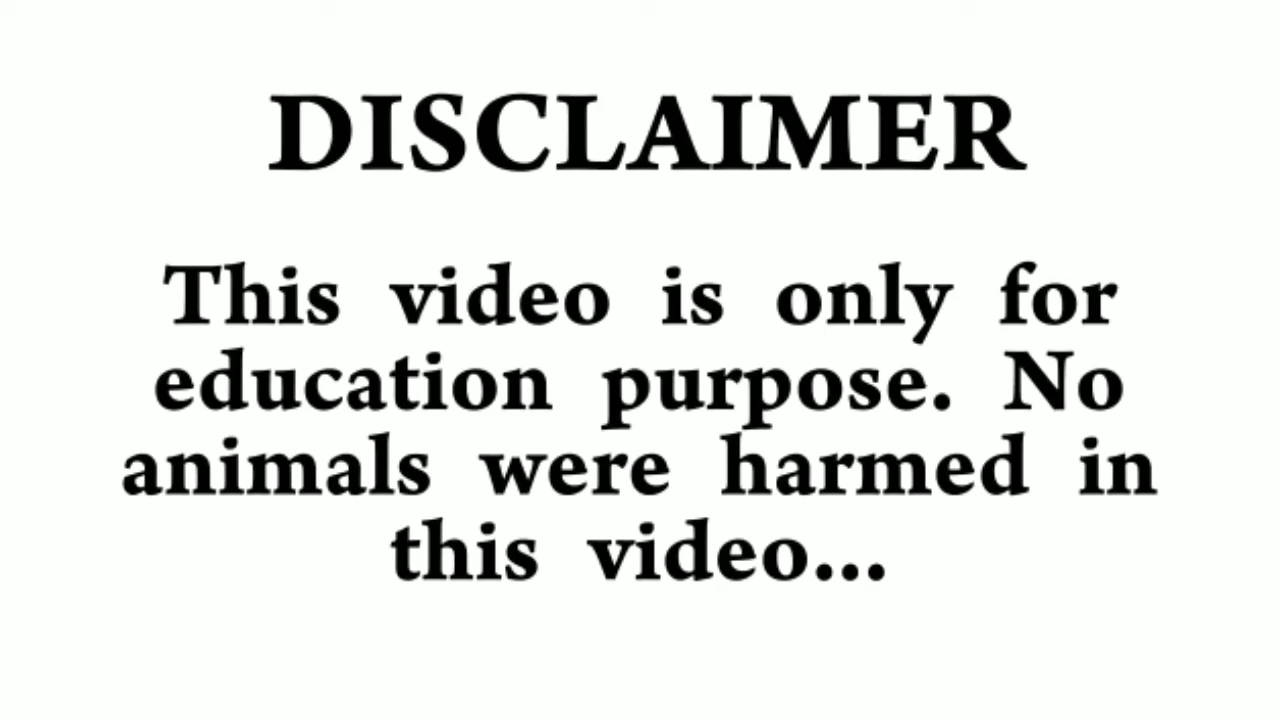 DISCLAIMER
This video is only for
education purpose. No
animals were harmed in
this video...